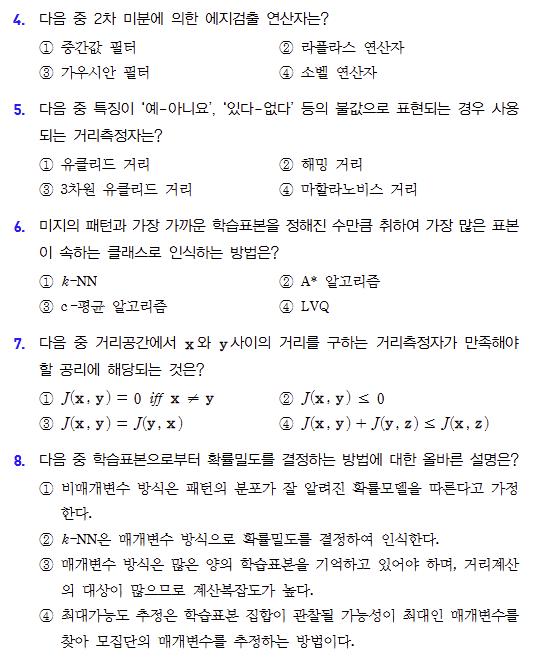 4. 다음 중 2차 미분에 의한 에지검출 연산자는?
① 중간값 필터 ② 라플라스 연산자
③ 가우시안 필터 ④ 소벨 연산자
5. 다음 중 특징이 ‘예-아니요’, ‘있다-없다’ 등의 불값으로 표현되는 경우 사용
되는 거리측정자는?
① 유클리드 거리 ② 해밍 거리
③ 3차원 유클리드 거리 ④ 마할라노비스 거리
6. 미지의 패턴과 가장 가까운 학습표본을 정해진 수만큼 취하여 가장 많은 표본
이 속하는 클래스로 인식하는 방법은?
① k-NN ② A* 알고리즘
③ c-평균 알고리즘 ④ LVQ
7. 다음 중 거리공간에서 x와 y사이의 거리를 구하는 거리측정자가 만족해야
할 공리에 해당되는 것은?
① J(x, y) = 0 iff x ≠ y ② J(x, y) ≤ 0
③ J(x, y) = J(y, x) ④ J(x, y) + J(y, z) ≤ J(x, z)
8. 다음 중 학습표본으로부터 확률밀도를 결정하는 방법에 대한 올바른 설명은?
① 비매개변수 방식은 패턴의 분포가 잘 알려진 확률모델을 따른다고 가정
한다.
② k-NN은 매개변수 방식으로 확률밀도를 결정하여 인식한다.
③ 매개변수 방식은 많은 양의 학습표본을 기억하고 있어야 하며, 거리계산
의 대상이 많으므로 계산복잡도가 높다.
④ 최대가능도 추정은 학습표본 집합이 관찰될 가능성이 최대인 매개변수를
찾아 모집단의 매개변수를 추정하는 방법이다.